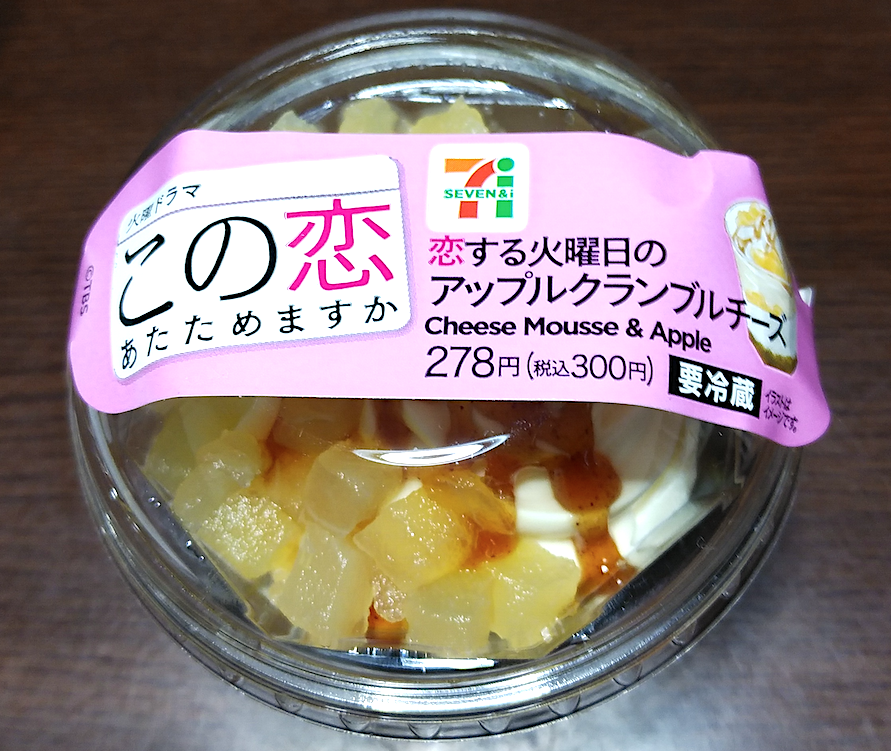 火曜ドラマ
この恋
あたためますか
©TBS
SEVEN&i
恋する火曜日の
アップルクランブルチーズ
Cheese Mousse & Apple
278円(税込300円)
要冷蔵